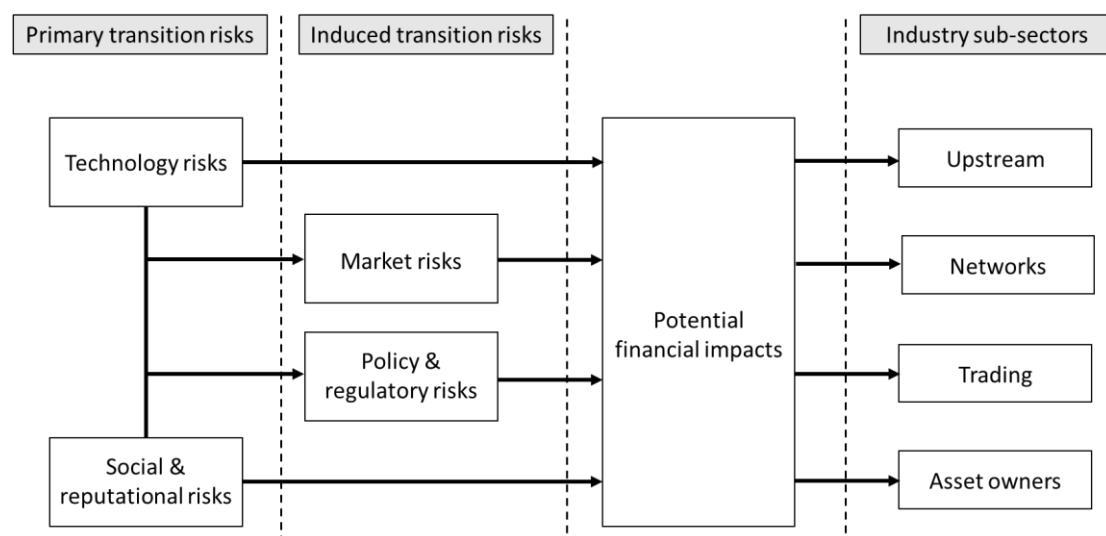 Primary transition risks
Induced transition risks
Industry sub-sectors
Technology risks
Upstream
Market risks
Networks
Potential
financial impacts
Policy &
regulatory risks
Trading
Social &
reputational risks
Asset owners